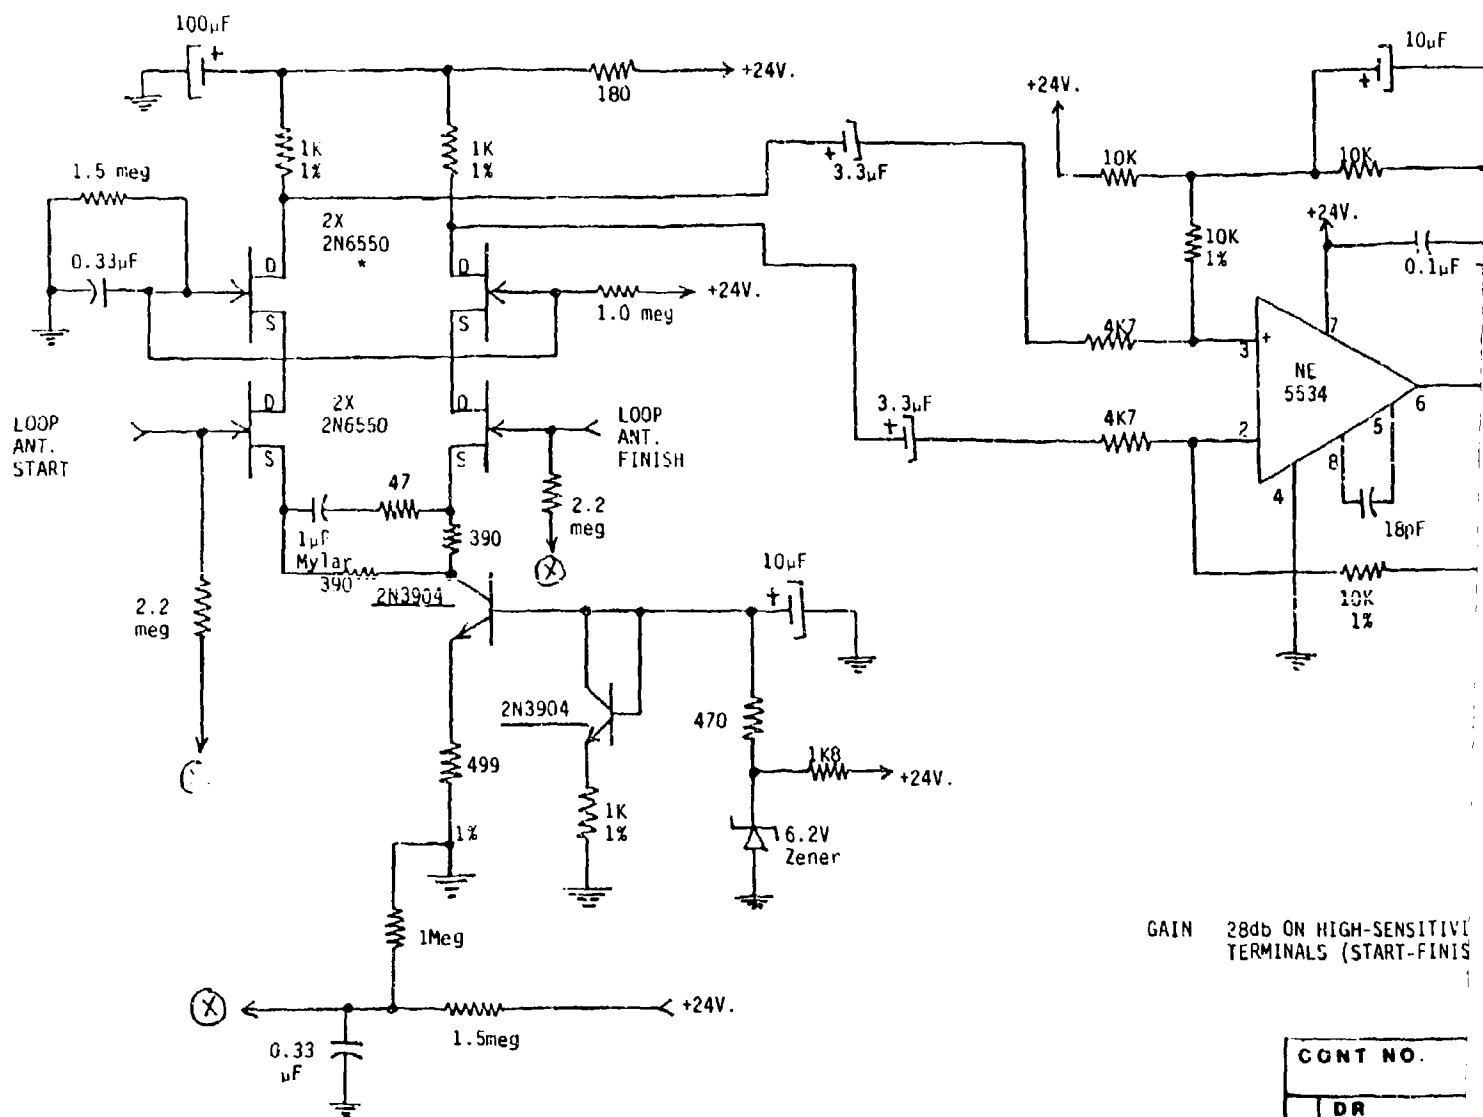 100µF
+
+24V.
180
1K
1%
1K
1%
1.5 meg
2X
2N6550
*
0.33µF
D
D
S
S
+24V.
1.0 meg
+
3.3µF
+24V.
10µF
+
10K
10K
10K
1%
+24V.
0.1µF
4K7
3
+
7
NE
5534
6
5
8
4
2
18pF
10K
1%
3.3µF
+
4K7
LOOP
ANT.
START
D
2X
2N6550
D
S
S
LOOP
ANT.
FINISH
47
1µF
Mylar
390
390
2.2
meg
X
2N3904
10µF
+
2.2
meg
2N3904
470
499
1%
1K
1%
1K8
+24V.
6.2V
Zener
1Meg
X
1.5meg
+24V.
0.33
µF
GAIN 28db ON HIGH-SENSITIVI
TERMINALS (START-FINIS
CONT NO.
DR